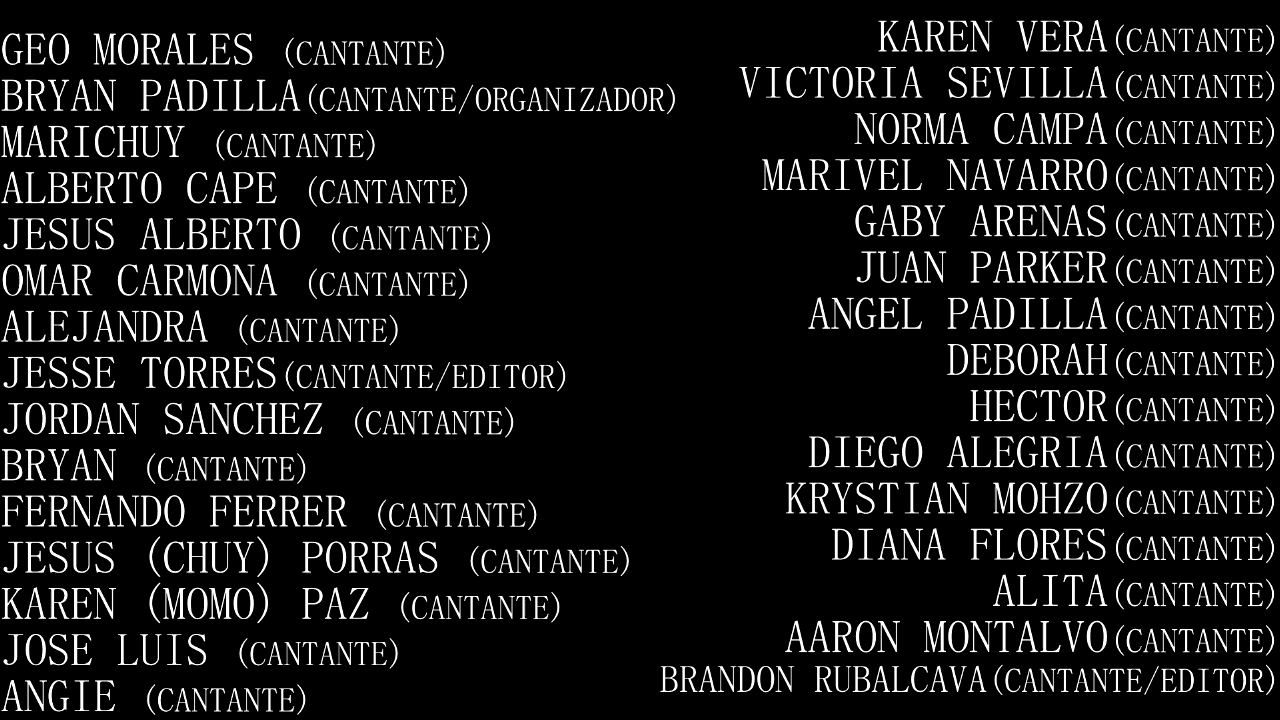 GEO MORALES (CANTANTE)
BRYAN PADILLA(CANTANTE/ORGANIZADOR)
MARICHUY (CANTANTE)
ALBERTO CAPE (CANTANTE)
JESUS ALBERTO (CANTANTE)
OMAR CARMONA (CANTANTE)
ALEJANDRA (CANTANTE)
JESSE TORRES(CANTANTE/EDITOR)
JORDAN SANCHEZ (CANTANTE)
BRYAN (CANTANTE)
FERNANDO FERRER (CANTANTE)
JESUS (CHUY) PORRAS (CANTANTE)
KAREN (MOMO) PAZ (CANTANTE)
JOSE LUIS (CANTANTE)
ANGIE (CANTANTE)
KAREN VERA(CANTANTE)
VICTORIA SEVILLA(CANTANTE)
NORMA CAMPA(CANTANTE)
MARIVEL NAVARRO(CANTANTE)
GABY ARENAS(CANTANTE)
JUAN PARKER(CANTANTE)
ANGEL PADILLA(CANTANTE)
DEBORAH(CANTANTE)
HECTOR(CANTANTE)
DIEGO ALEGRIA(CANTANTE)
KRYSTIAN MOHZO(CANTANTE)
DIANA FLORES(CANTANTE)
ALITA(CANTANTE)
AARON MONTALVO(CANTANTE)
BRANDON RUBALCAVA(CANTANTE/EDITOR)